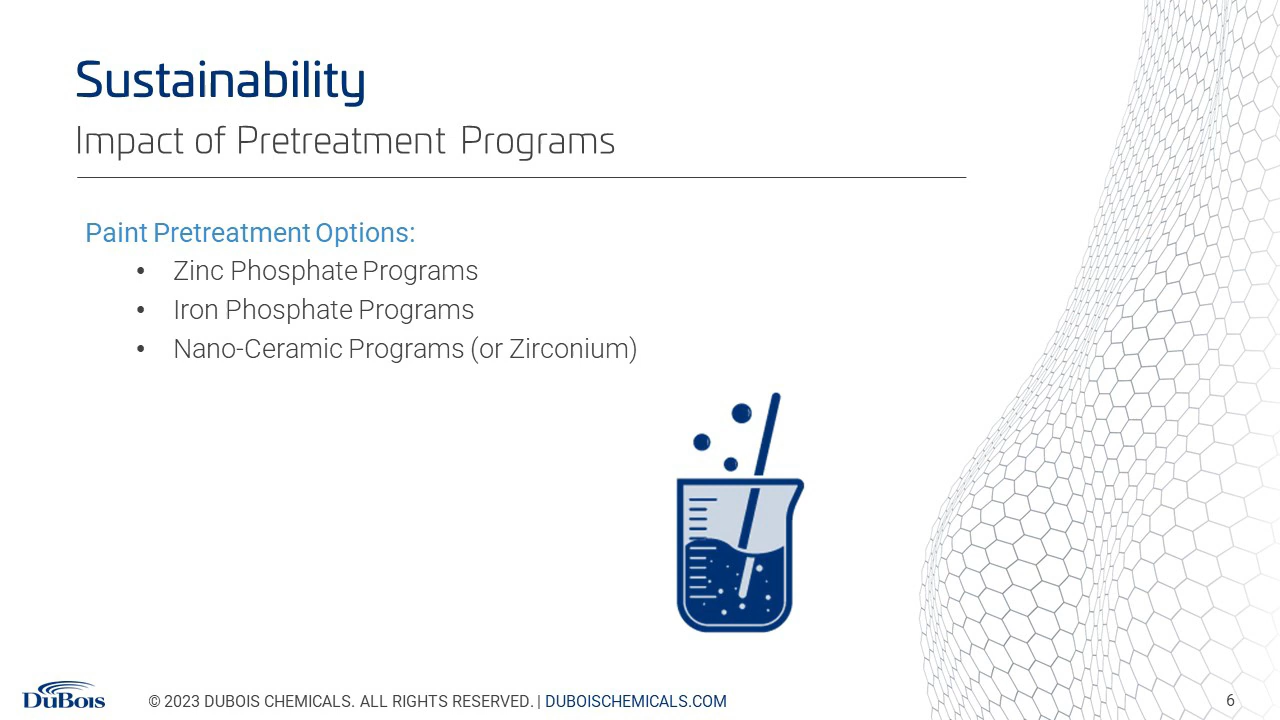 Sustainability
Impact of Pretreatment Programs
Paint Pretreatment Options:
• Zinc Phosphate Programs
• Iron Phosphate Programs
• Nano-Ceramic Programs (or Zirconium)
DuBois
© 2023 DUBOIS CHEMICALS. ALL RIGHTS RESERVED. | DUBOISCHEMICALS.COM
6